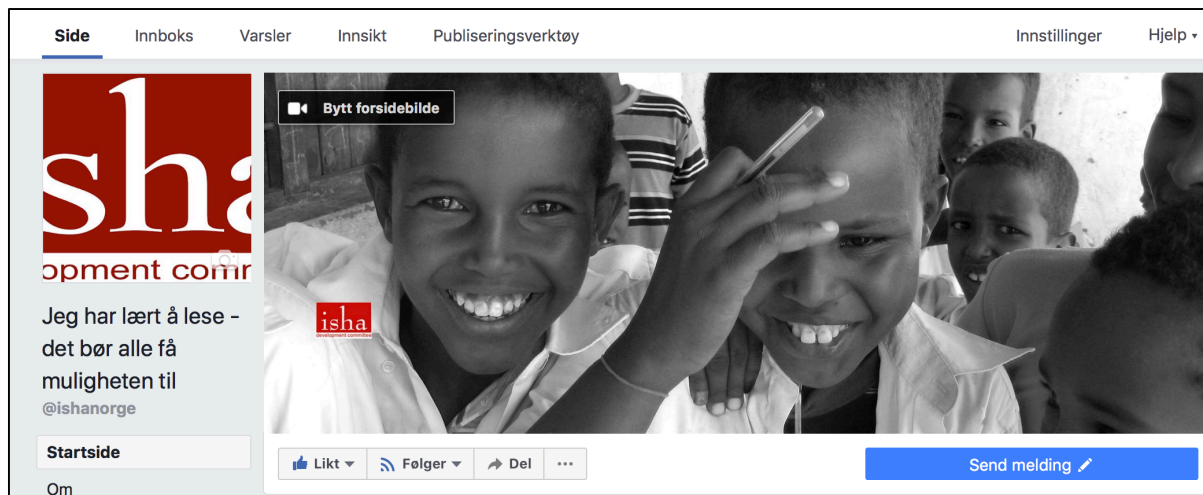 Side Innboks Varsler Innsikt Publiseringsverktøy Innstillinger Hjelp
Bytt forsidebilde
sha
opment comm
isha
development committee
Jeg har lært å lese -
det bør alle få
muligheten til
@ishanorge
Startside
Om
Likt Følger Del ... Send melding